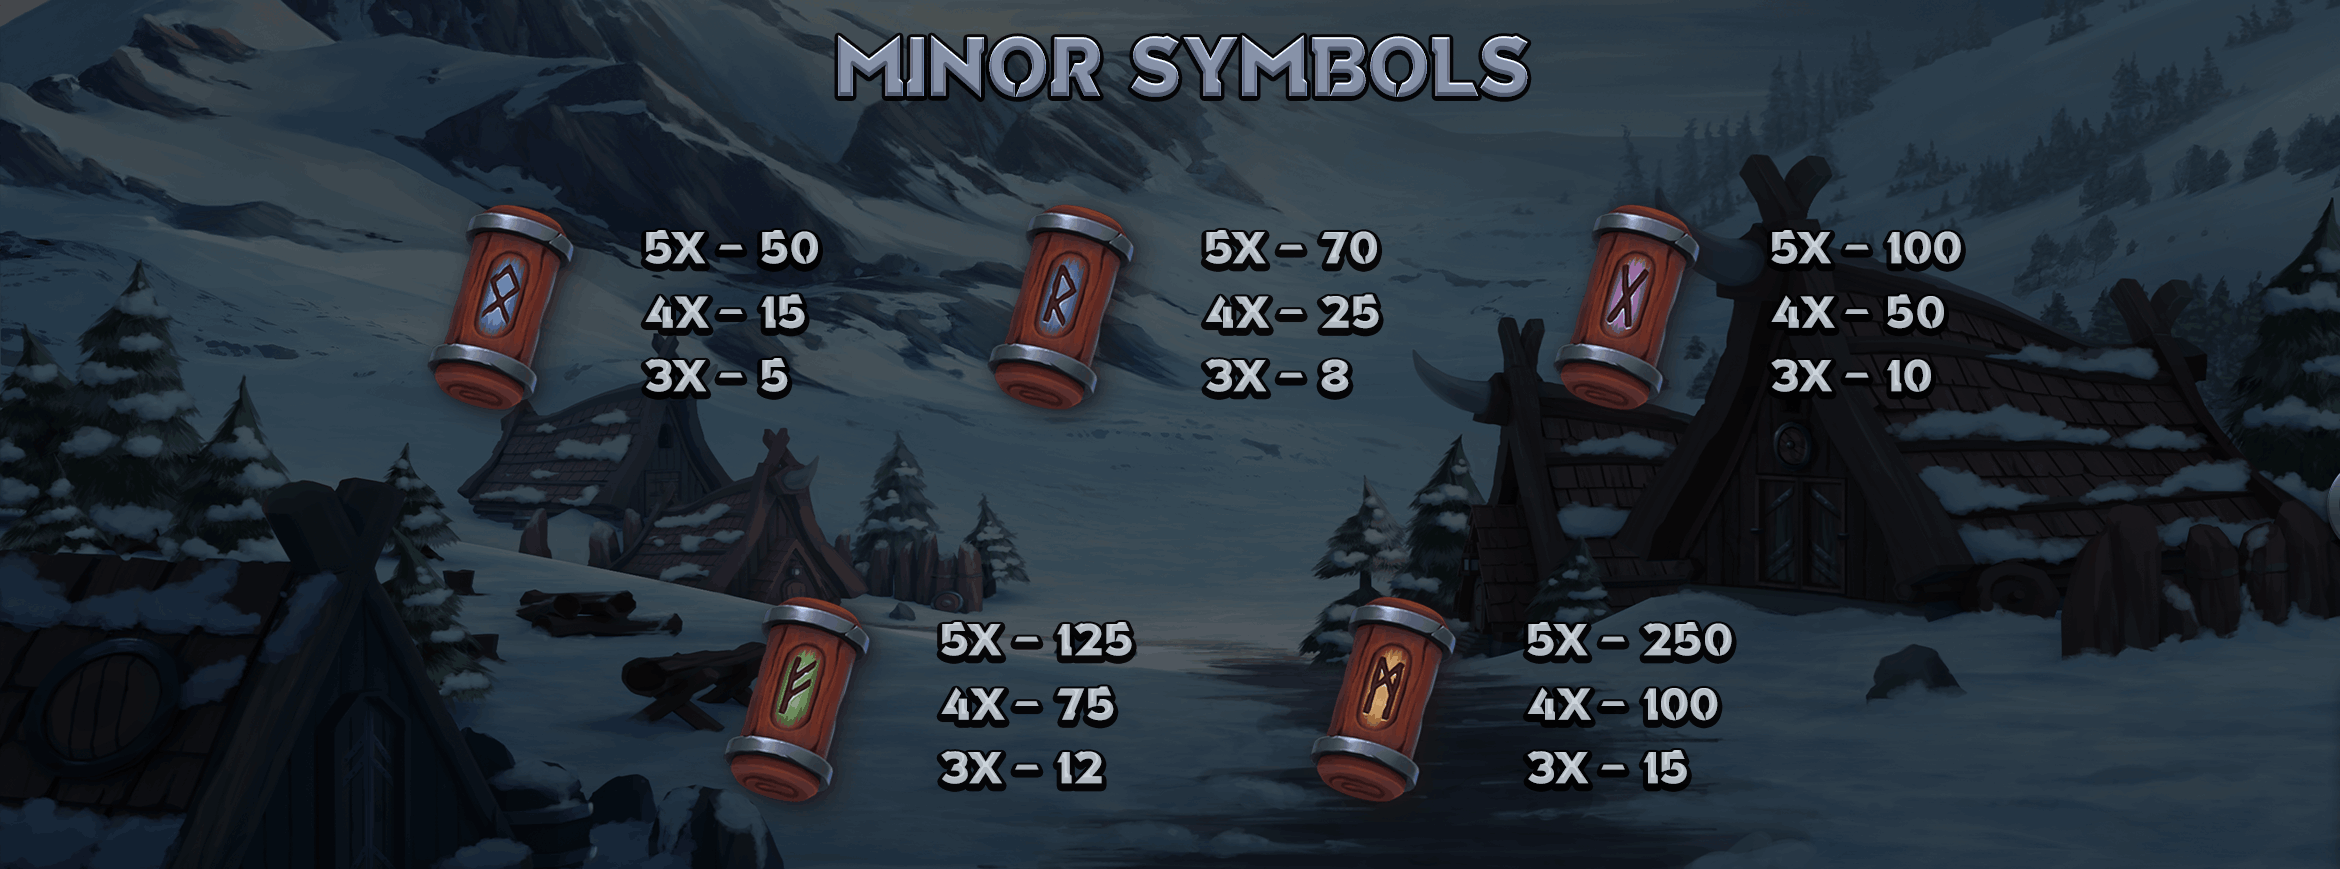 MINOR SYMBOLS
5X – 50
4X – 15
3X – 5
5X – 70
4X – 25
3X – 8
5X – 100
4X – 50
3X – 10
5X – 125
4X – 75
3X – 12
5X – 250
4X – 100
3X – 15